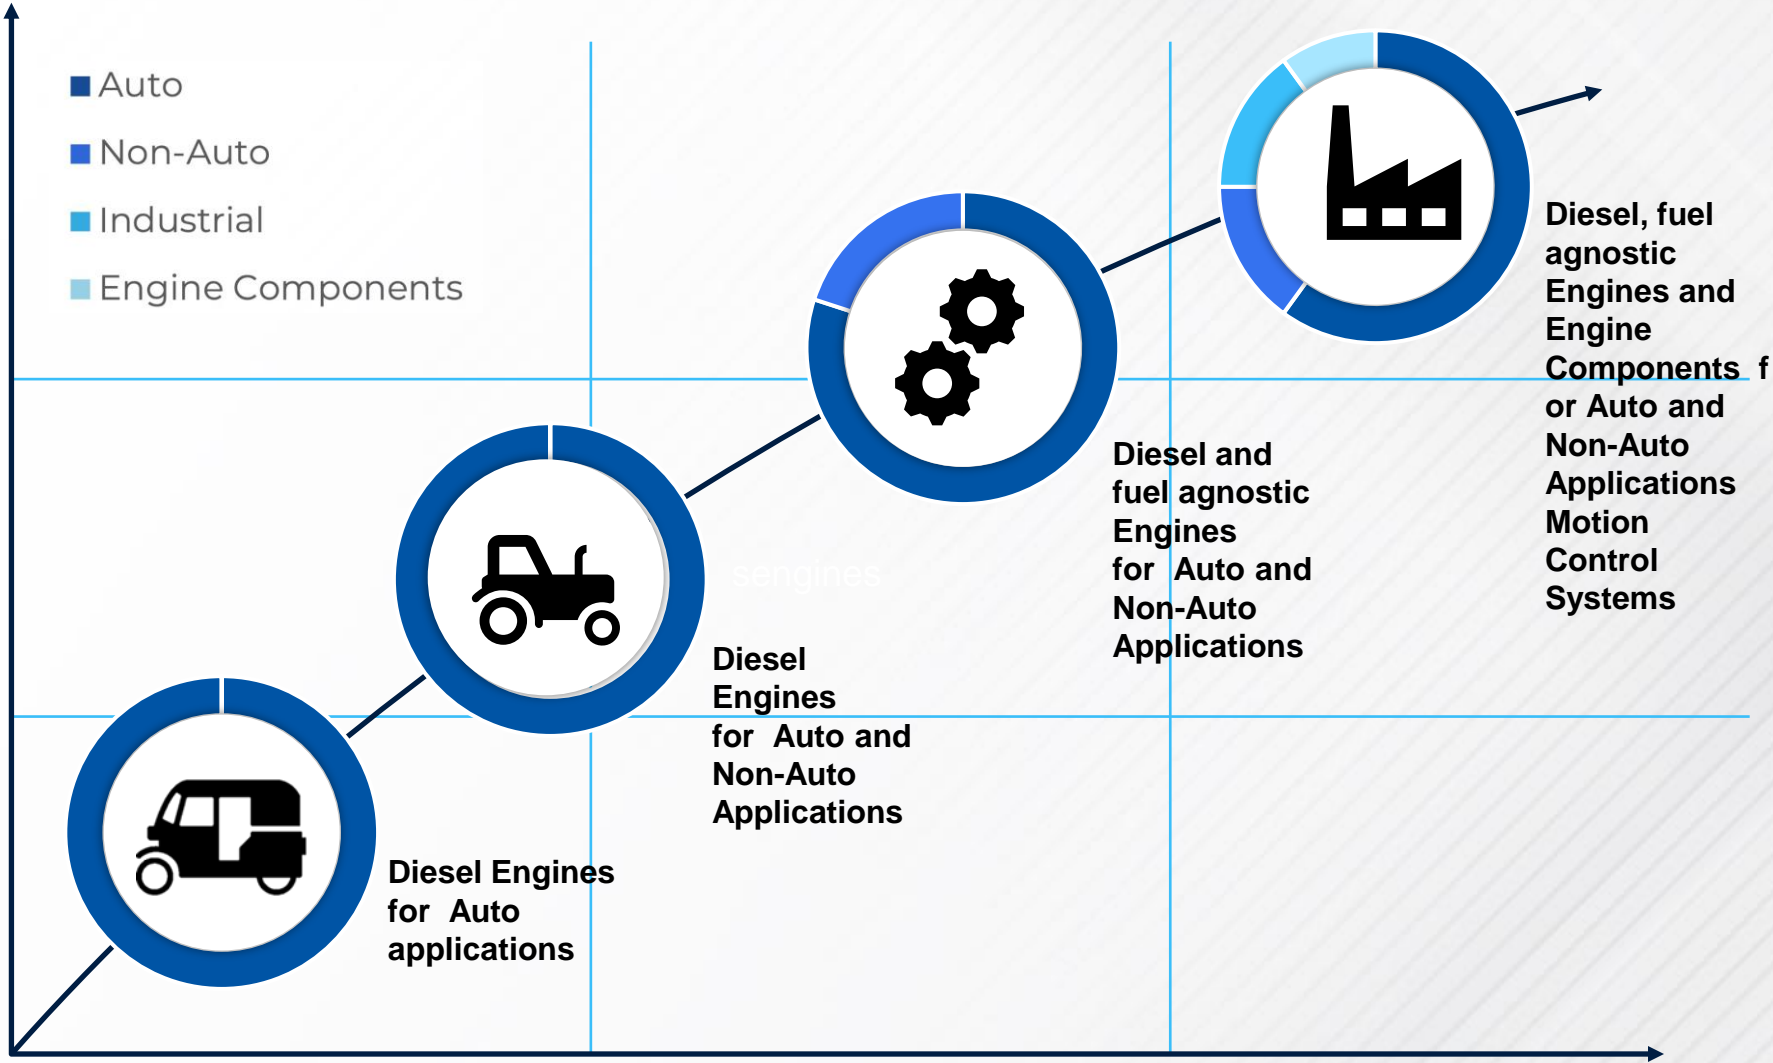 Auto
Non-Auto
Industrial
Engine Components
Diesel, fuel
agnostic
Engines and
Engine
Components f
or Auto and
Non-Auto
Applications
Motion
Control
Systems
Diesel and
fuel agnostic
Engines
for Auto and
Non-Auto
Applications
sengines
Diesel
Engines
for Auto and
Non-Auto
Applications
Diesel Engines
for Auto
applications